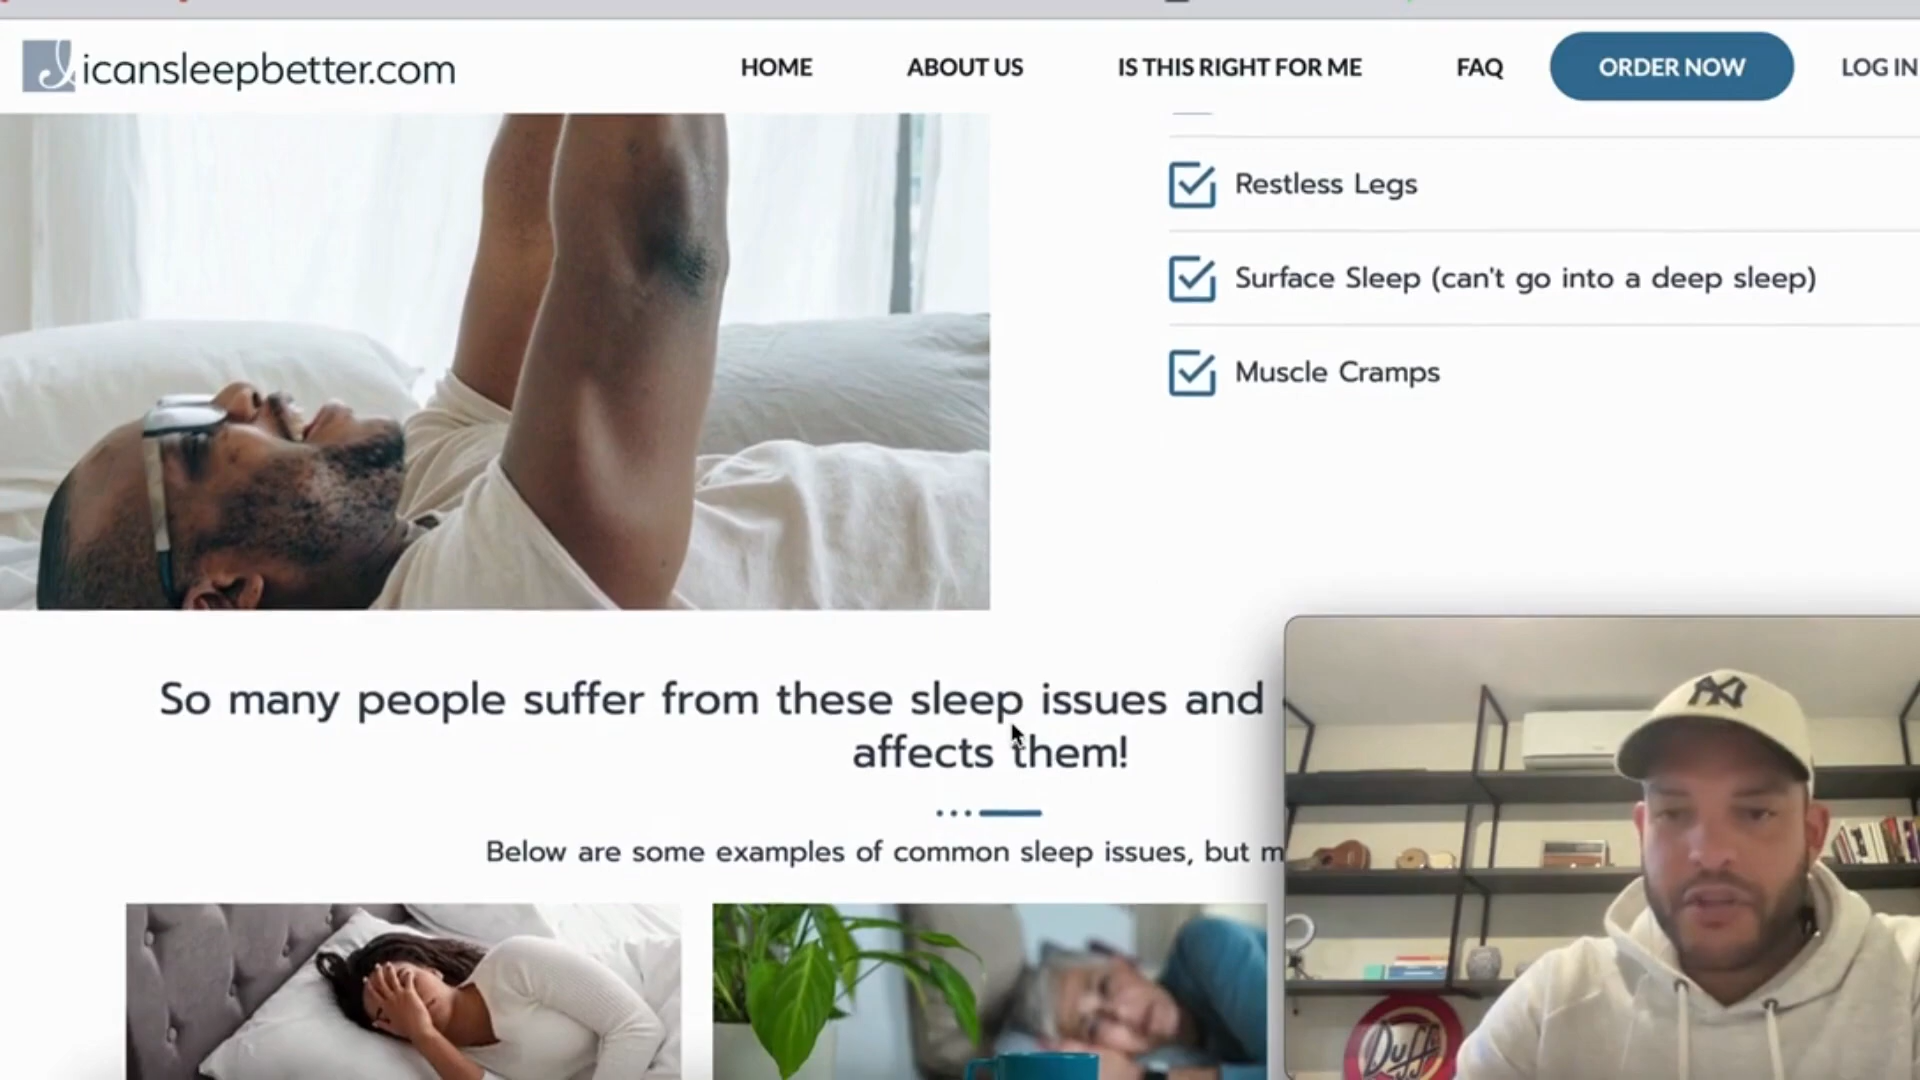 icansleepbetter.com
HOME
ABOUT US
IS THIS RIGHT FOR ME
FAQ
ORDER NOW
LOG IN
Restless Legs
Surface Sleep (can't go into a deep sleep)
Muscle Cramps
So many people suffer from these sleep issues and
affects them!
Below are some examples of common sleep issues, but m
NY
Duff